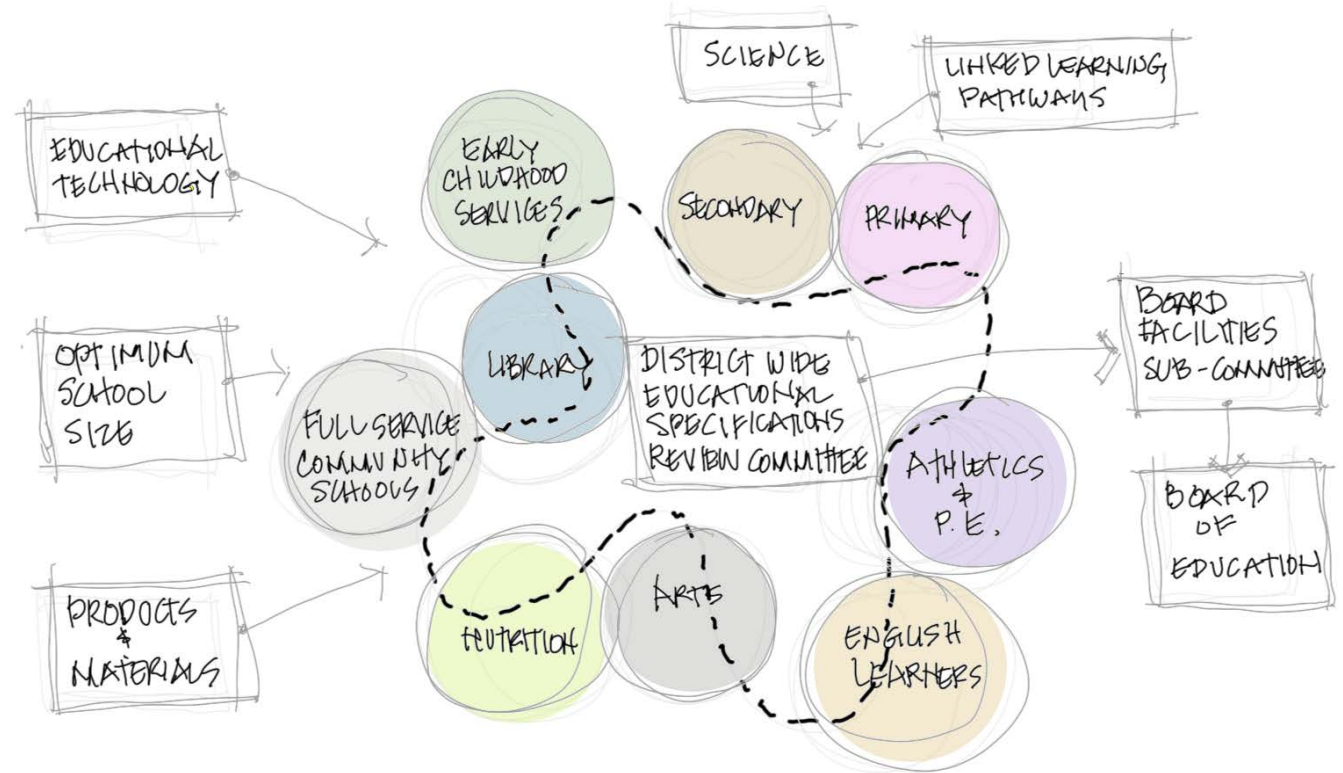 SCIENCE
LINKED LEARNING
PATHWAYS
EDUCATIONAL
TECHNOLOGY
EARLY
CHILDHOOD
SERVICES
SECONDARY
PRIMARY
BOARD
FACILITIES
SUB-COMMITTEE
OPTIMUM
SCHOOL
SIZE
LIBRARY
DISTRICT WIDE
EDUCATIONAL
SPECIFICATIONS
REVIEW COMMITTEE
FULL SERVICE
COMMUNITY
SCHOOLS
ATHLETICS
&
P.E.
BOARD
OF
EDUCATION
PRODUCTS
&
MATERIALS
NUTRITION
ARTS
ENGLISH
LEARNERS